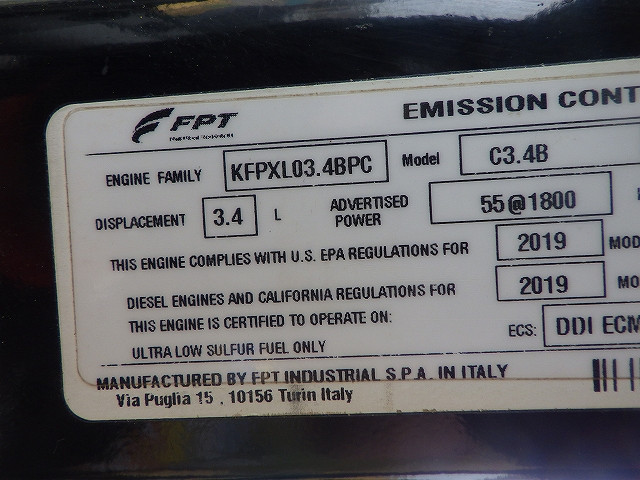 FPT
EMISSION CONT
ENGINE FAMILY KFPXL03.4BPC Model C3.4B
DISPLACEMENT 3.4 L ADVERTISED POWER 55@1800
THIS ENGINE COMPLIES WITH U.S. EPA REGULATIONS FOR 2019 MOD
DIESEL ENGINES AND CALIFORNIA REGULATIONS FOR 2019 MO
THIS ENGINE IS CERTIFIED TO OPERATE ON:
ECS: DDI ECM
ULTRA LOW SULFUR FUEL ONLY
MANUFACTURED BY FPT INDUSTRIAL S.P.A. IN ITALY
Via Puglia 15 , 10156 Turin Italy